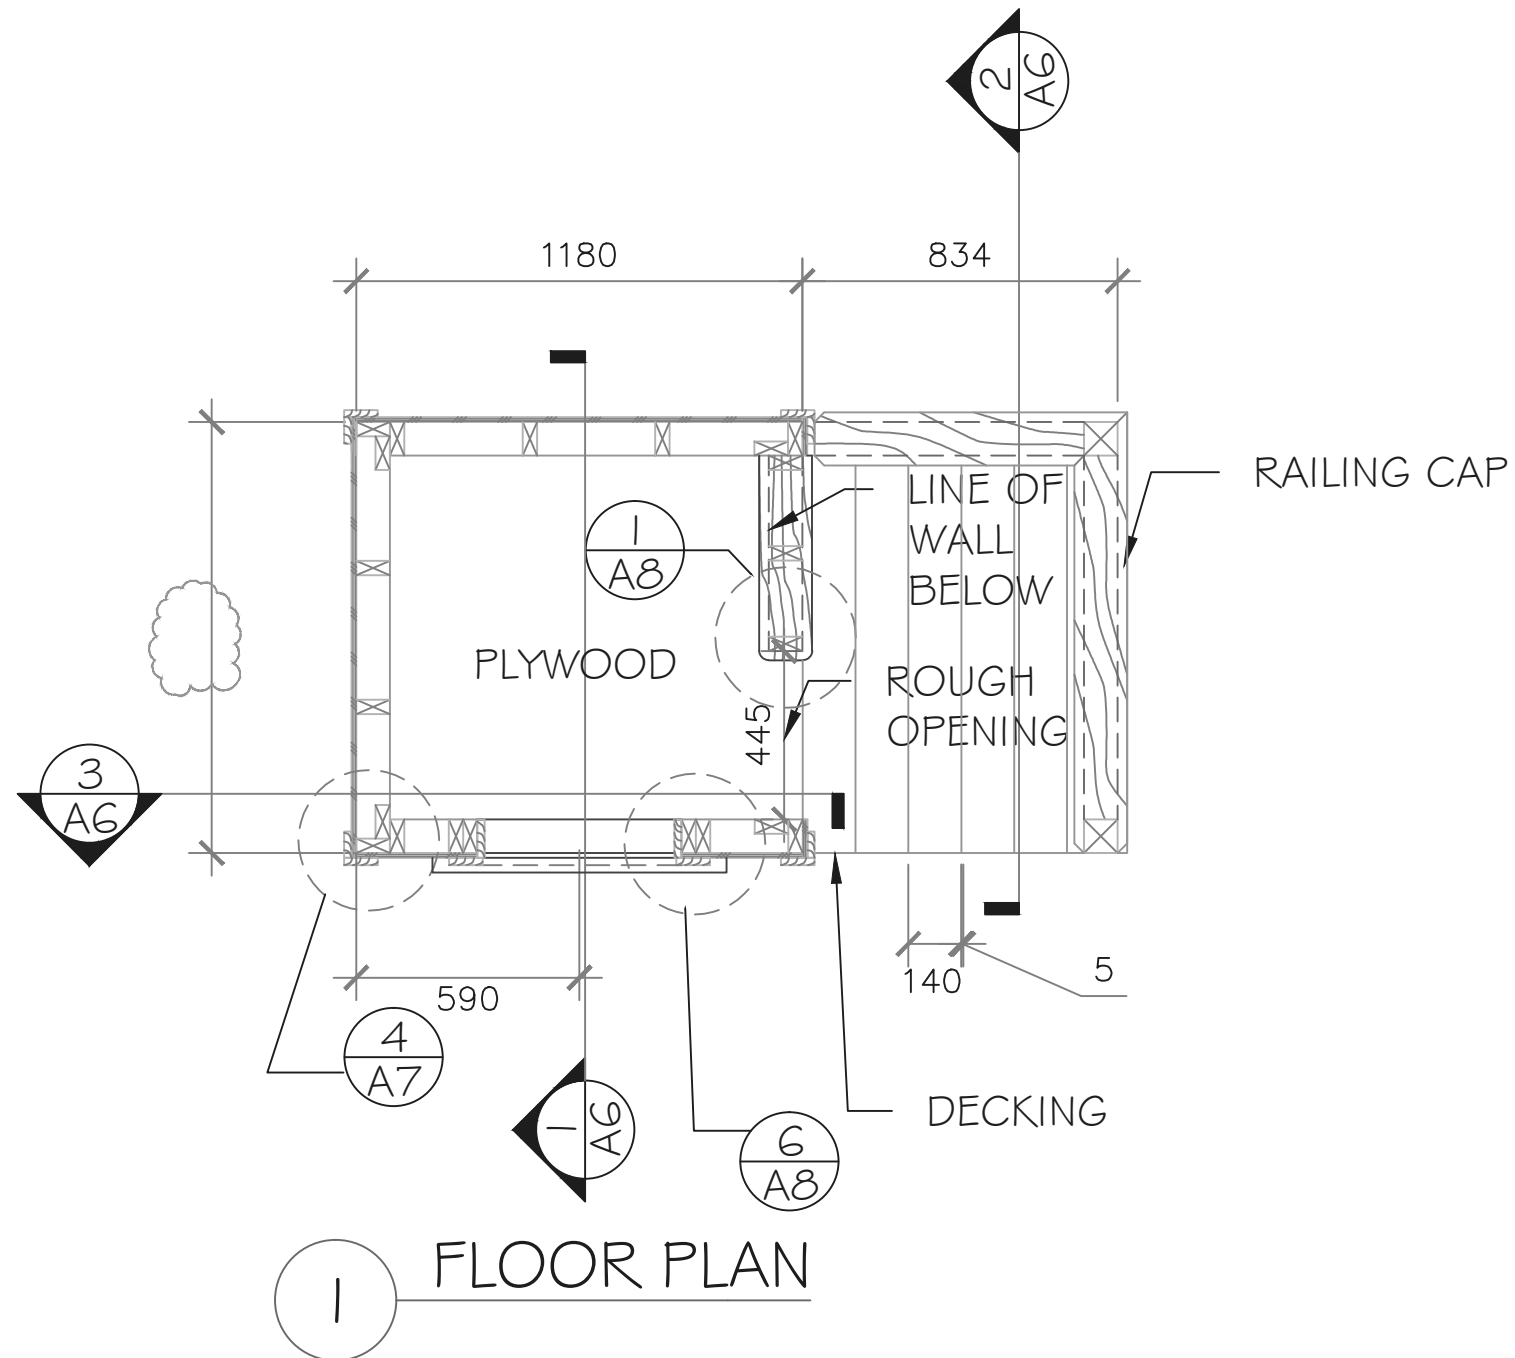 2
A6
1180
834
RAILING CAP
LINE OF
WALL
BELOW
1
A8
PLYWOOD
ROUGH
OPENING
445
3
A6
5
140
590
4
A7
DECKING
1
A6
6
A8
FLOOR PLAN
1